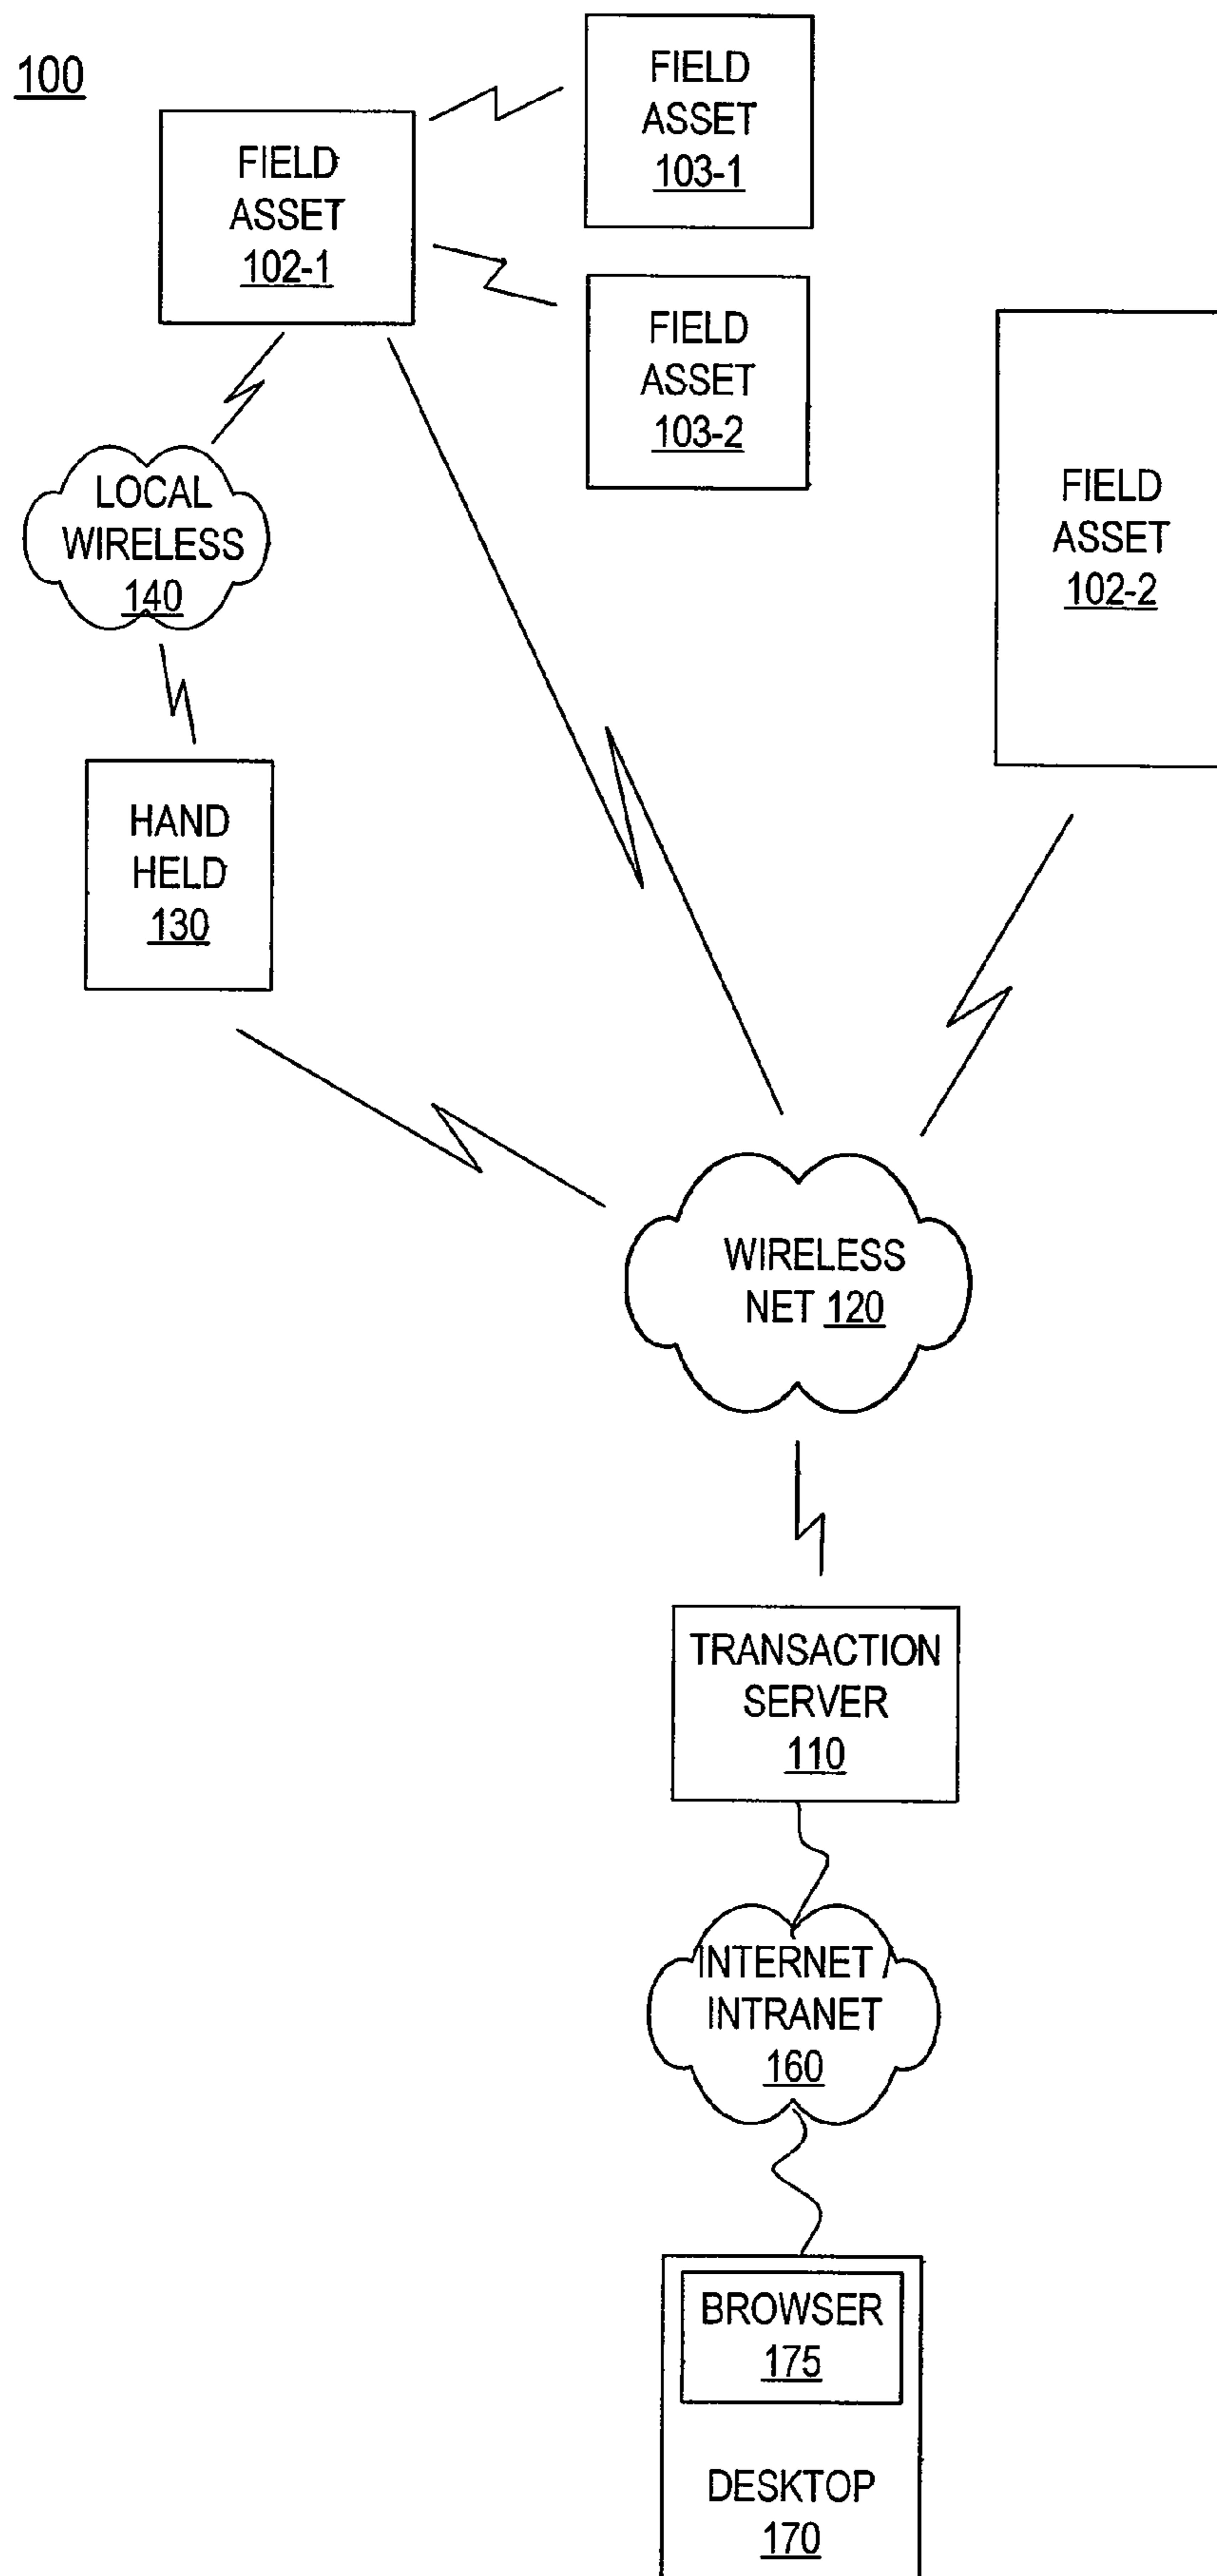 100
FIELD
ASSET
102-1
FIELD
ASSET
103-1
FIELD
ASSET
103-2
FIELD
ASSET
102-2
LOCAL
WIRELESS
140
HAND
HELD
130
WIRELESS
NET 120
TRANSACTION
SERVER
110
INTERNET /
INTRANET
160
BROWSER
175
DESKTOP
170